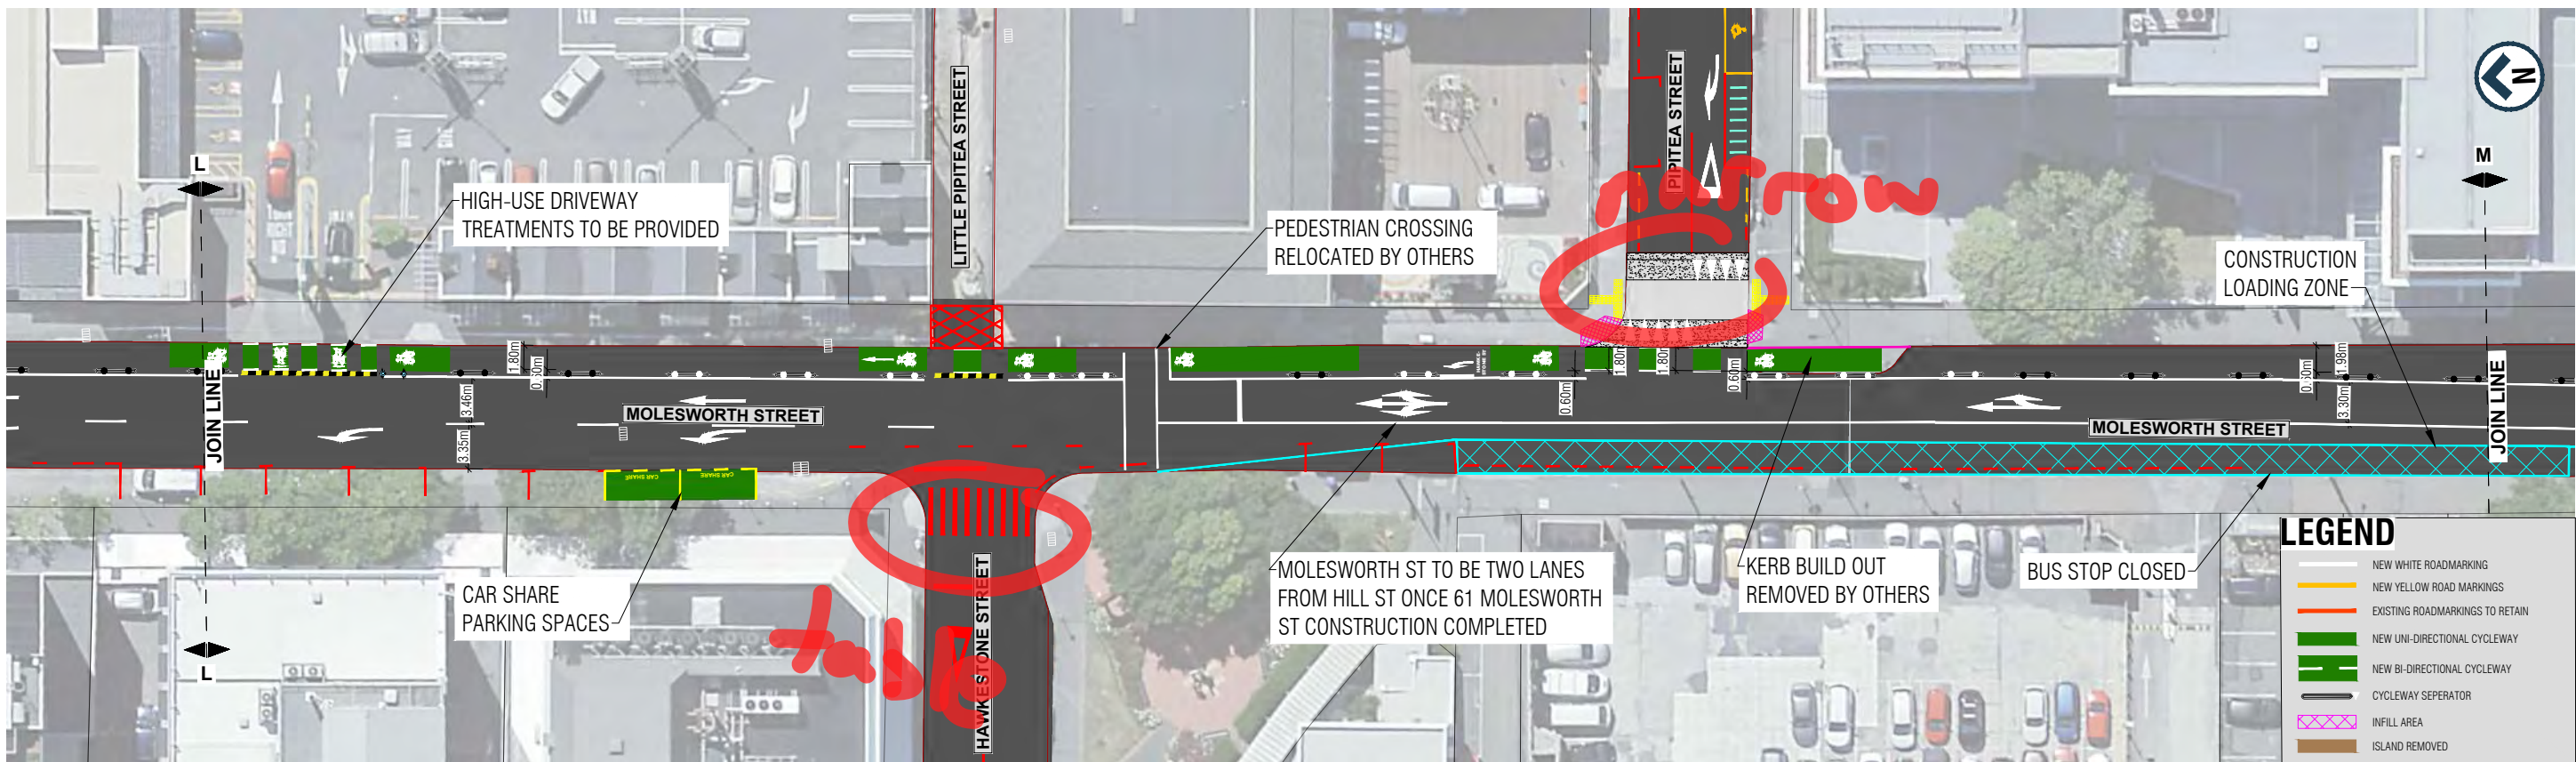 N
L
M
HIGH-USE DRIVEWAY
TREATMENTS TO BE PROVIDED
LITTLE PIPITEA STREET
PEDESTRIAN CROSSING
RELOCATED BY OTHERS
PIPITEA STREET
narrow
CONSTRUCTION
LOADING ZONE
1.80m
0.60m
1.80m
1.80m
0.60m
0.60m
1.98m
3.46m
3.35m
3.30m
JOIN LINE
MOLESWORTH STREET
MOLESWORTH STREET
JOIN LINE
CAR SHARE
CAR SHARE
CAR SHARE
PARKING SPACES
L
table
HAWKESTONE STREET
MOLESWORTH ST TO BE TWO LANES
FROM HILL ST ONCE 61 MOLESWORTH
ST CONSTRUCTION COMPLETED
KERB BUILD OUT
REMOVED BY OTHERS
BUS STOP CLOSED
LEGEND
NEW WHITE ROADMARKING
NEW YELLOW ROAD MARKINGS
EXISTING ROADMARKINGS TO RETAIN
NEW UNI-DIRECTIONAL CYCLEWAY
NEW BI-DIRECTIONAL CYCLEWAY
CYCLEWAY SEPERATOR
INFILL AREA
ISLAND REMOVED